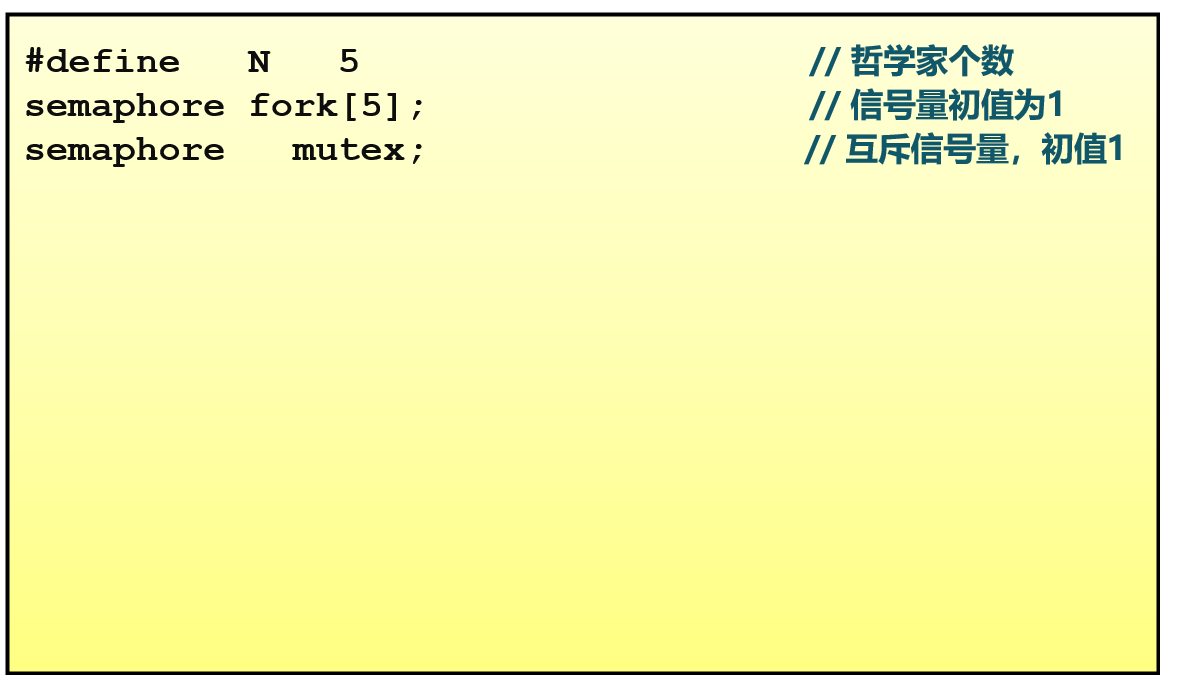 #define   N   5                    // 哲学家个数
semaphore fork[5];                 // 信号量初值为1
semaphore   mutex;                 // 互斥信号量，初值1